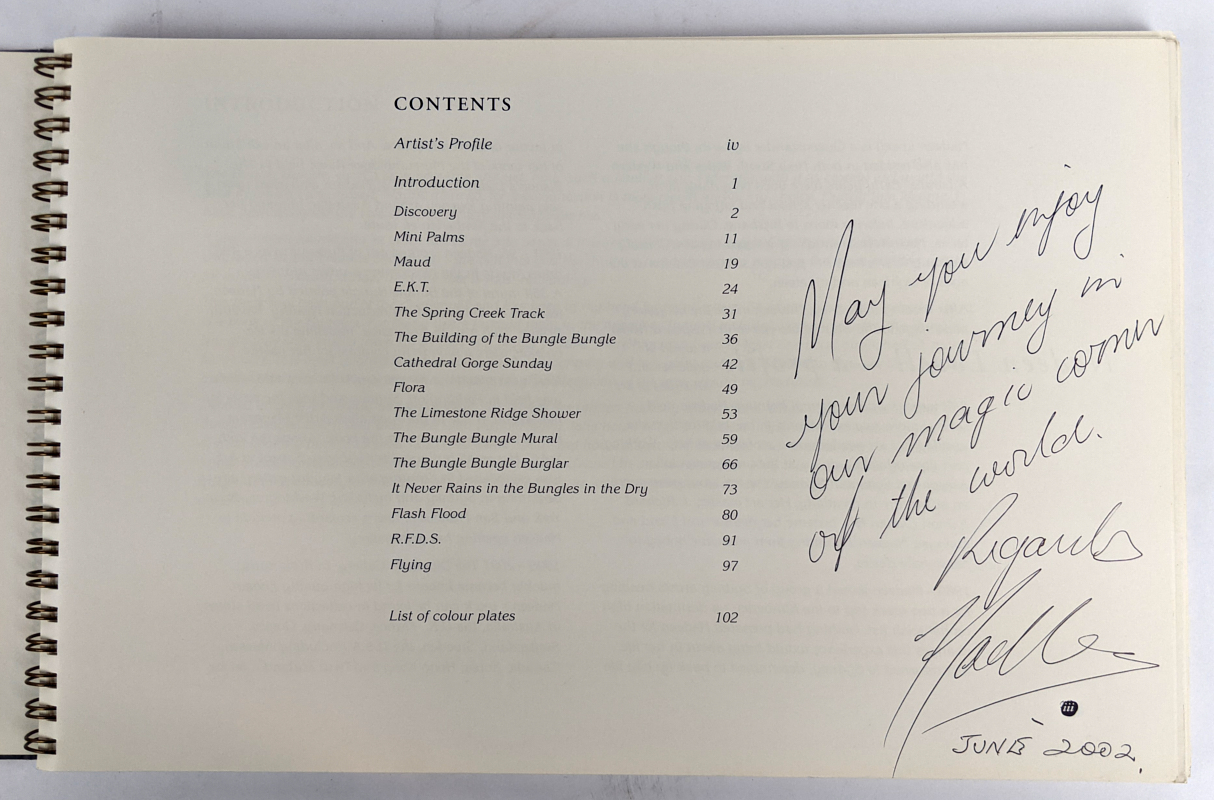 CONTENTS
Artist's Profile iv
Introduction 1
Discovery 2
Mini Palms 11
Maud 19
E.K.T. 24
The Spring Creek Track 31
The Building of the Bungle Bungle 36
Cathedral Gorge Sunday 42
Flora 49
The Limestone Ridge Shower 53
The Bungle Bungle Mural 59
The Bungle Bungle Burglar 66
It Never Rains in the Bungles in the Dry 73
Flash Flood 80
R.F.D.S. 91
Flying 97
List of colour plates 102
May you enjoy
your journey in
our magic corner
of the world.
Regards
iii
JUNE 2002.